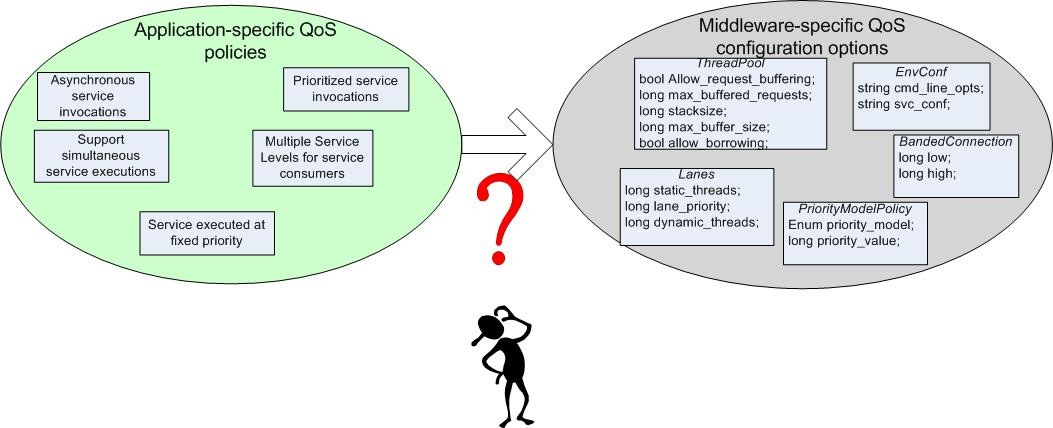 Application-specific QoS
policies
Asynchronous
service
invocations
Prioritized service
invocations
Support
simultaneous
service executions
Multiple Service
Levels for service
consumers
Service executed at
fixed priority
?
Middleware-specific QoS
configuration options
ThreadPool
bool Allow_request_buffering;
long max_buffered_requests;
long stacksize;
long max_buffer_size;
bool allow_borrowing;
EnvConf
string cmd_line_opts;
string svc_conf;
BandedConnection
long low;
long high;
Lanes
long static_threads;
long lane_priority;
long dynamic_threads;
PriorityModelPolicy
Enum priority_model;
long priority_value;